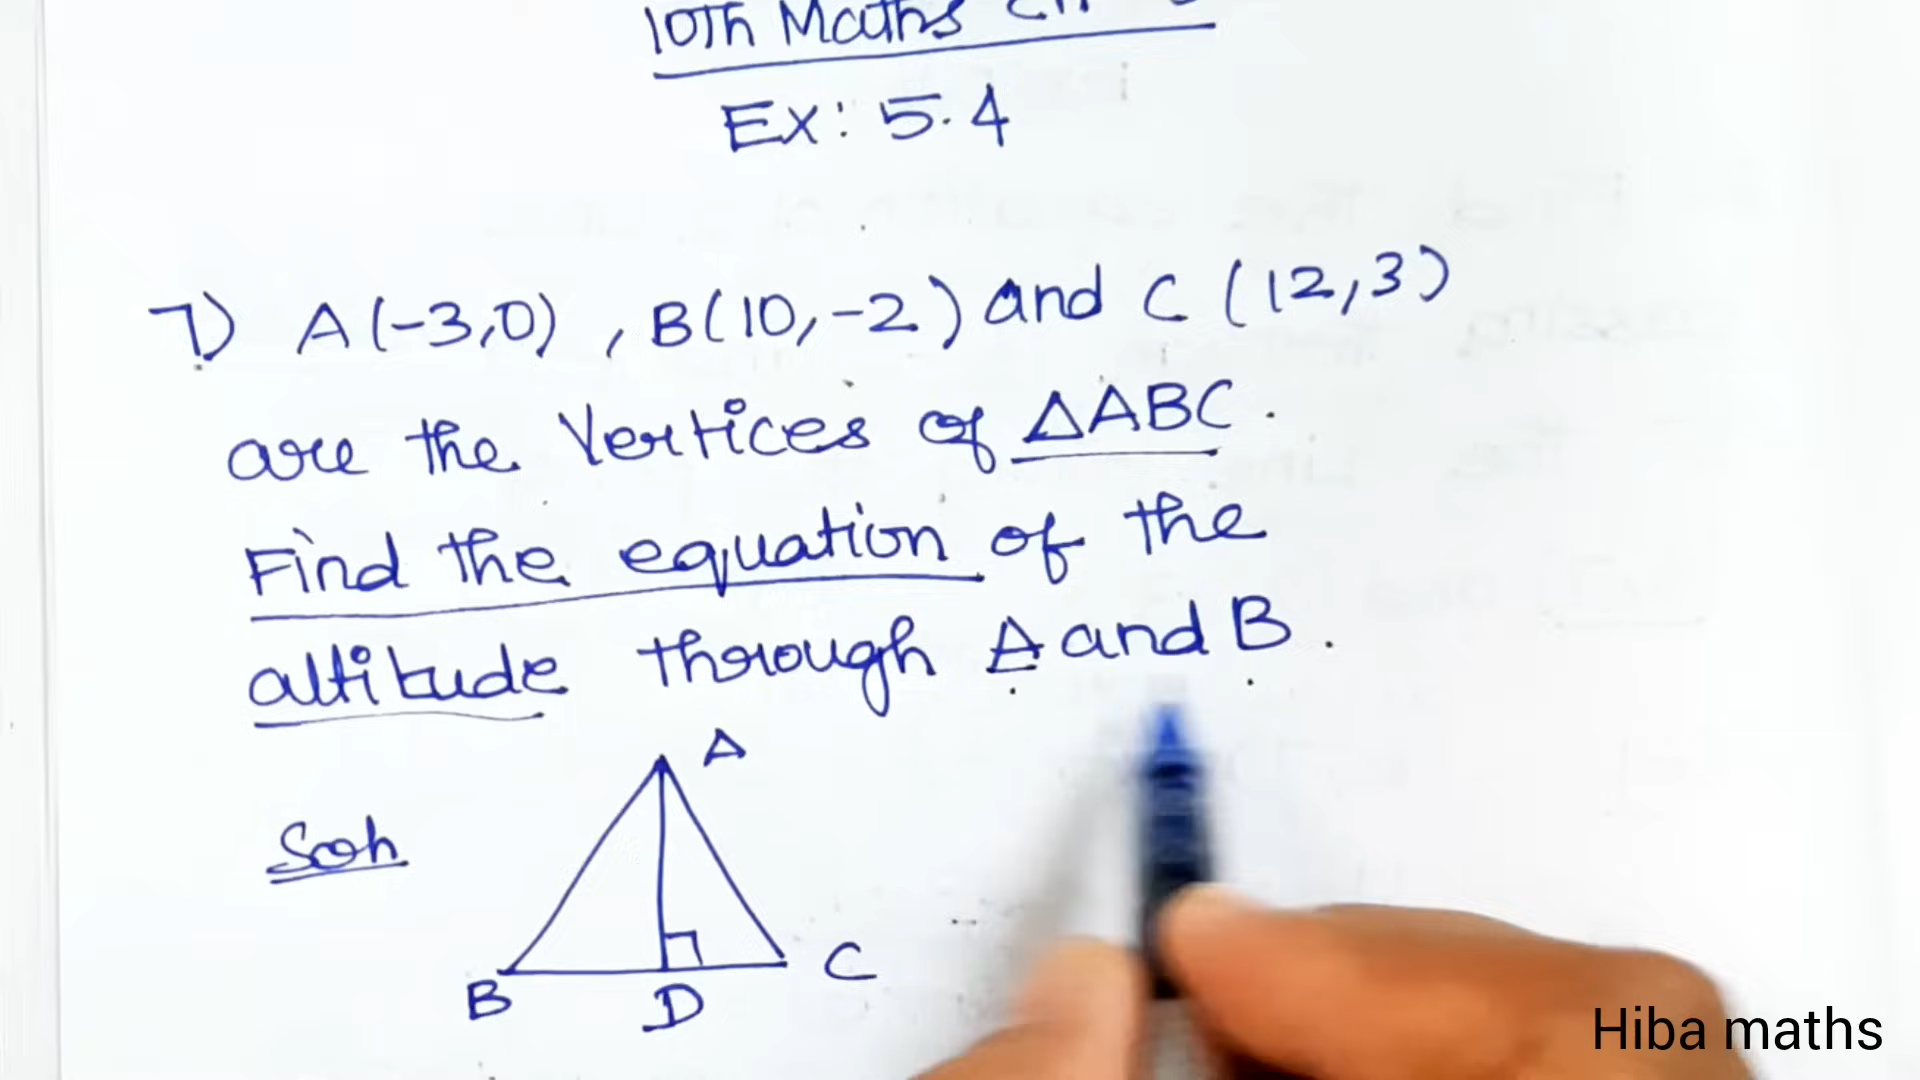 10Th Maths
Ex: 5.4
7) A(-3,0) , B(10,-2) and C (12,3)
are the Vertices of △ABC.
Find the equation of the
altitude through A and B.
A
Soln
B D C
Hiba maths